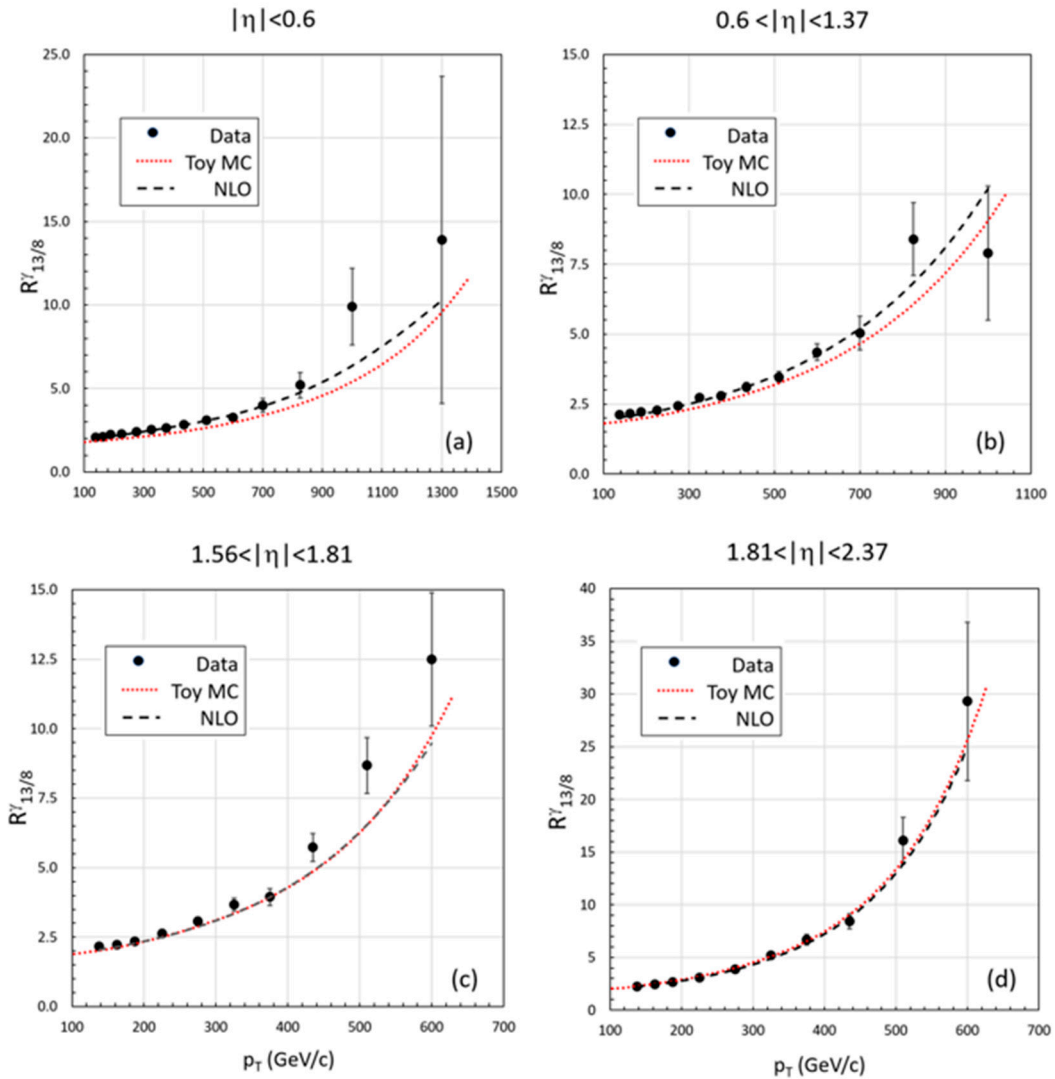 |η|<0.6
0.6 <|η|<1.37
25.0
20.0
15.0
10.0
5.0
0.0
R^γ_13/8
Data
Toy MC
NLO
(a)
100 300 500 700 900 1100 1300 1500
15.0
12.5
10.0
7.5
5.0
2.5
0.0
R^γ_13/8
Data
Toy MC
NLO
(b)
100 300 500 700 900 1100
1.56<|η|<1.81
1.81<|η|<2.37
15.0
12.5
10.0
7.5
5.0
2.5
0.0
R^γ_13/8
Data
Toy MC
NLO
(c)
100 200 300 400 500 600 700
p_T (GeV/c)
40
35
30
25
20
15
10
5
0
R^γ_13/8
Data
Toy MC
NLO
(d)
100 200 300 400 500 600 700
p_T (GeV/c)